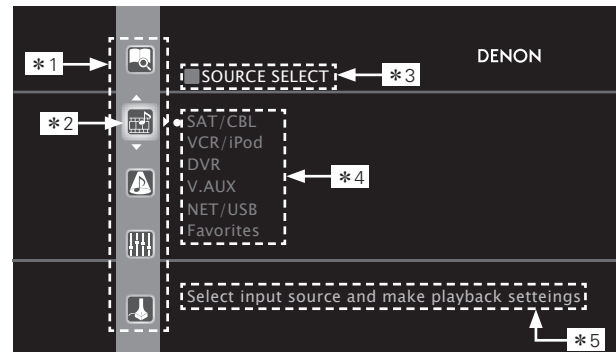 DENON
*1
SOURCE SELECT
*3
*2
SAT/CBL
VCR/iPod
DVR
V.AUX
NET/USB
Favorites
*4
Select input source and make playback setteings
*5